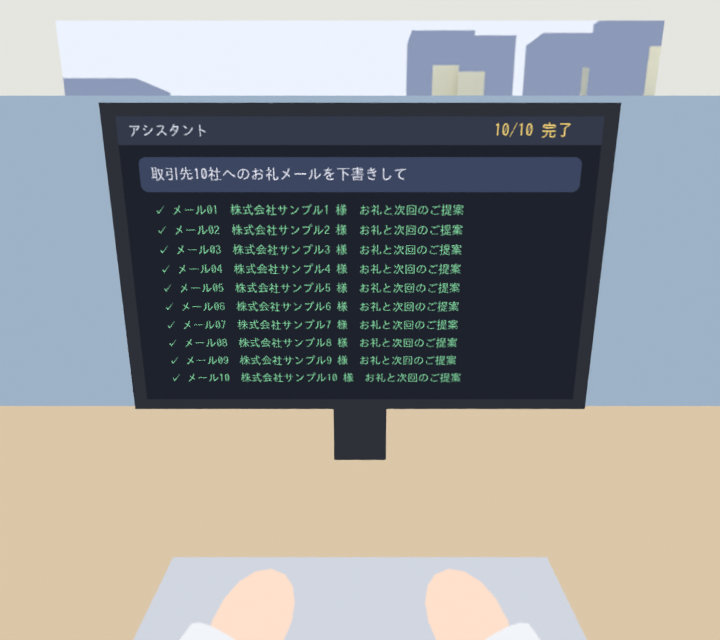 アシスタント
10/10 完了
取引先10社へのお礼メールを下書きして
✓ メール01 株式会社サンプル1 様 お礼と次回のご提案
✓ メール02 株式会社サンプル2 様 お礼と次回のご提案
✓ メール03 株式会社サンプル3 様 お礼と次回のご提案
✓ メール04 株式会社サンプル4 様 お礼と次回のご提案
✓ メール05 株式会社サンプル5 様 お礼と次回のご提案
✓ メール06 株式会社サンプル6 様 お礼と次回のご提案
✓ メール07 株式会社サンプル7 様 お礼と次回のご提案
✓ メール08 株式会社サンプル8 様 お礼と次回のご提案
✓ メール09 株式会社サンプル9 様 お礼と次回のご提案
✓ メール10 株式会社サンプル10 様 お礼と次回のご提案